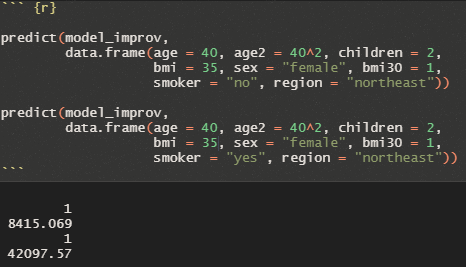 ``` {r}
predict(model_improv,
data.frame(age = 40, age2 = 40^2, children = 2,
bmi = 35, sex = "female", bmi30 = 1,
smoker = "no", region = "northeast"))
predict(model_improv,
data.frame(age = 40, age2 = 40^2, children = 2,
bmi = 35, sex = "female", bmi30 = 1,
smoker = "yes", region = "northeast"))
```
1
8415.069
1
42097.57